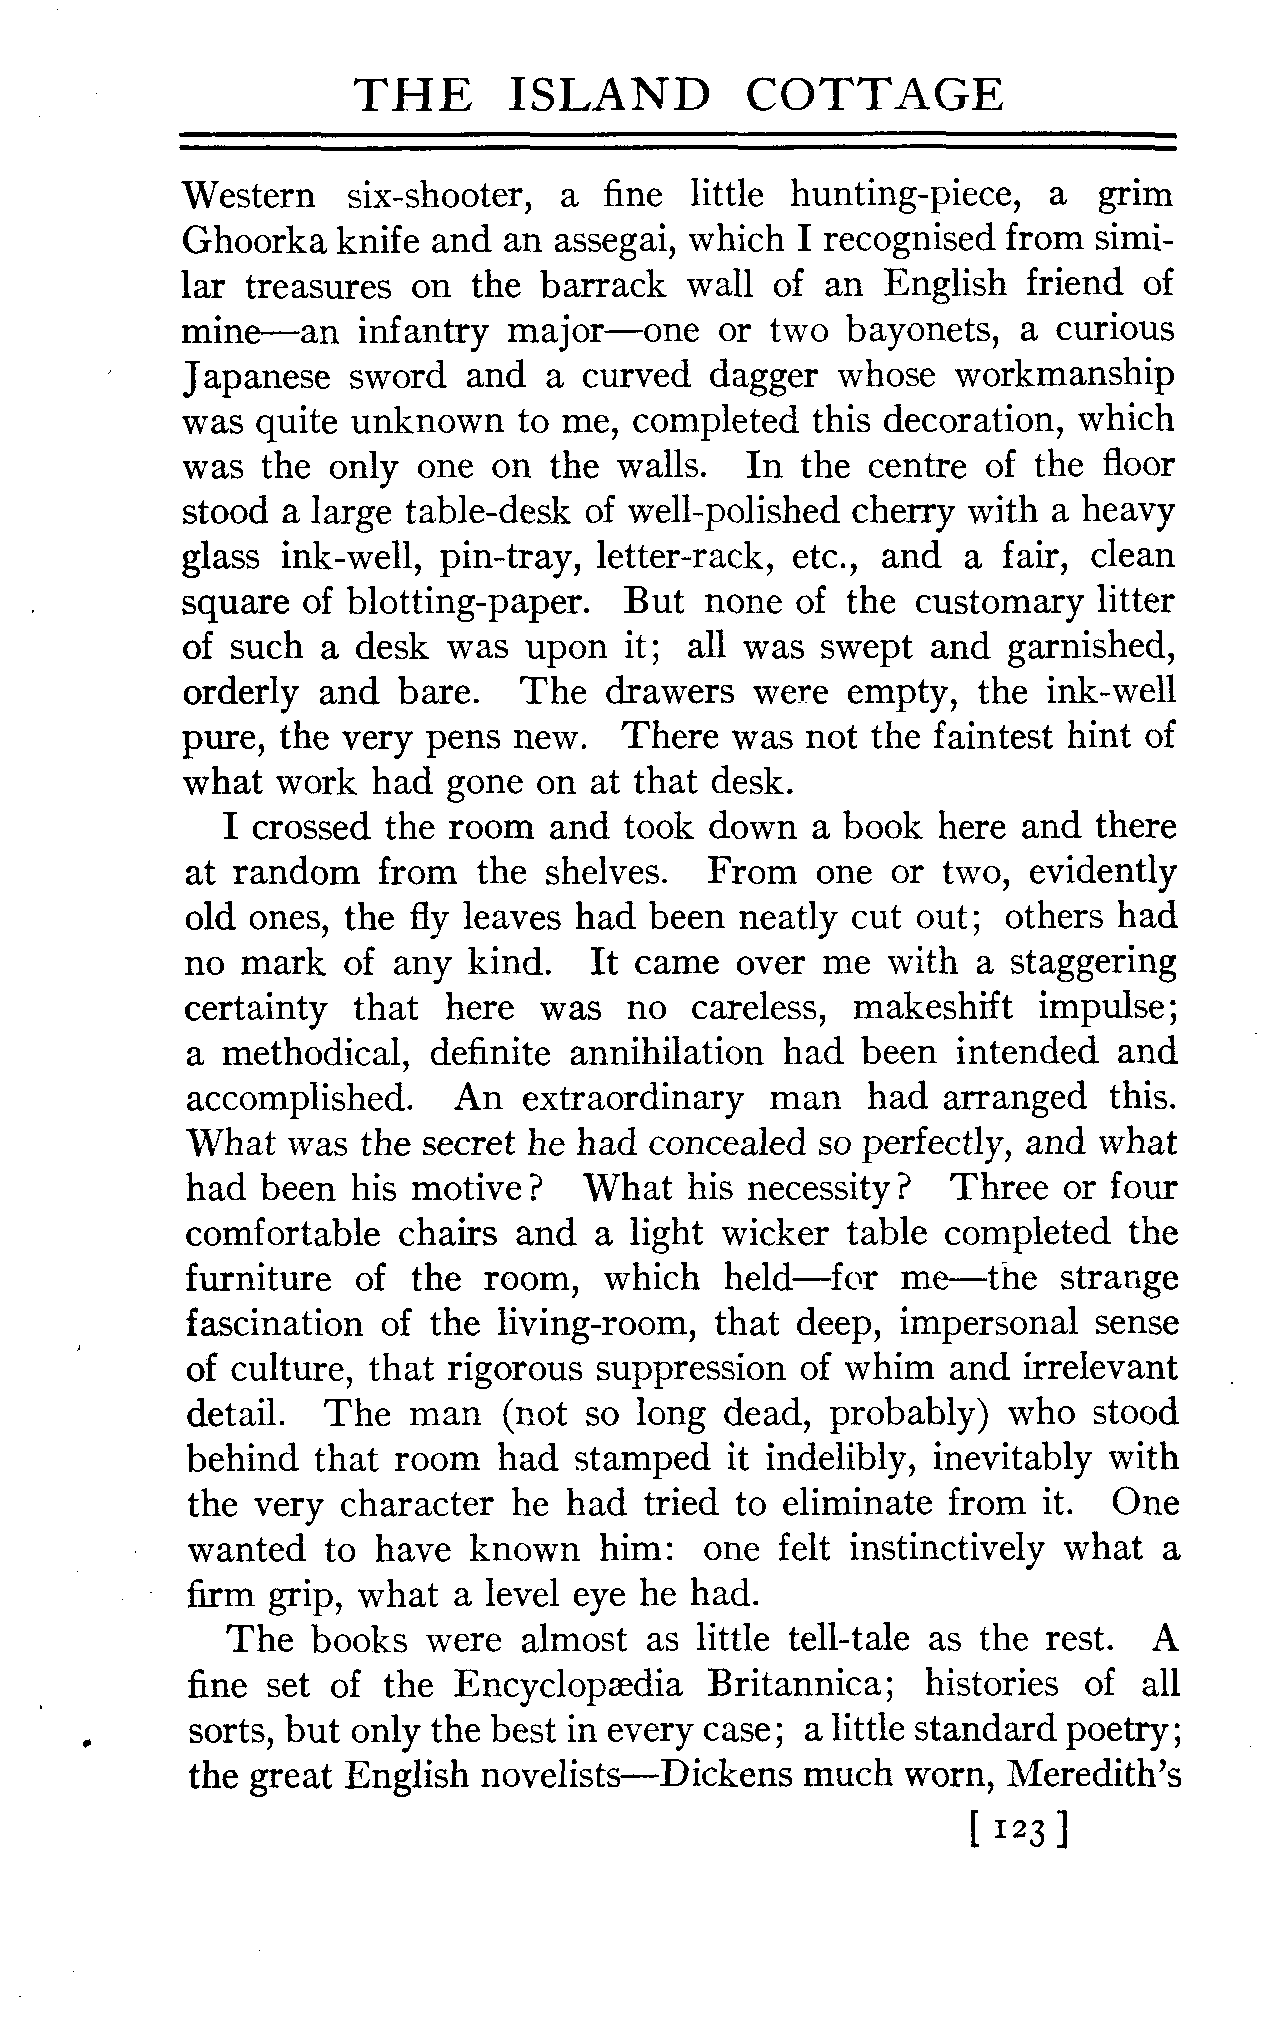 THE ISLAND COTTAGE
Western six-shooter, a fine little hunting-piece, a grim
Ghoorka knife and an assegai, which I recognised from simi-
lar treasures on the barrack wall of an English friend of
mine—an infantry major—one or two bayonets, a curious
Japanese sword and a curved dagger whose workmanship
was quite unknown to me, completed this decoration, which
was the only one on the walls. In the centre of the floor
stood a large table-desk of well-polished cherry with a heavy
glass ink-well, pin-tray, letter-rack, etc., and a fair, clean
square of blotting-paper. But none of the customary litter
of such a desk was upon it; all was swept and garnished,
orderly and bare. The drawers were empty, the ink-well
pure, the very pens new. There was not the faintest hint of
what work had gone on at that desk.
I crossed the room and took down a book here and there
at random from the shelves. From one or two, evidently
old ones, the fly leaves had been neatly cut out; others had
no mark of any kind. It came over me with a staggering
certainty that here was no careless, makeshift impulse;
a methodical, definite annihilation had been intended and
accomplished. An extraordinary man had arranged this.
What was the secret he had concealed so perfectly, and what
had been his motive? What his necessity? Three or four
comfortable chairs and a light wicker table completed the
furniture of the room, which held—for me—the strange
fascination of the living-room, that deep, impersonal sense
of culture, that rigorous suppression of whim and irrelevant
detail. The man (not so long dead, probably) who stood
behind that room had stamped it indelibly, inevitably with
the very character he had tried to eliminate from it. One
wanted to have known him: one felt instinctively what a
firm grip, what a level eye he had.
The books were almost as little tell-tale as the rest. A
fine set of the Encyclopædia Britannica; histories of all
sorts, but only the best in every case; a little standard poetry;
the great English novelists—Dickens much worn, Meredith's
[ 123 ]